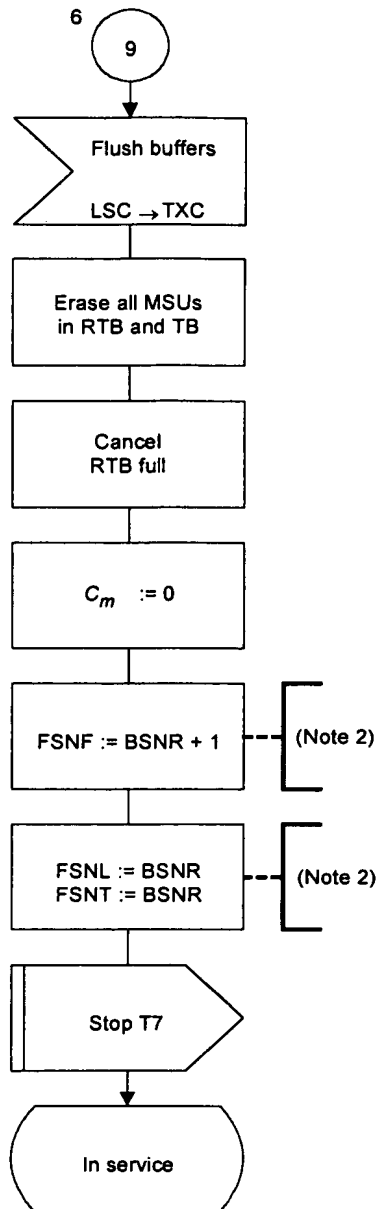 6
9
Flush buffers
LSC → TXC
Erase all MSUs
in RTB and TB
Cancel
RTB full
Cm := 0
FSNF := BSNR + 1
(Note 2)
FSNL := BSNR
FSNT := BSNR
(Note 2)
Stop T7
In service